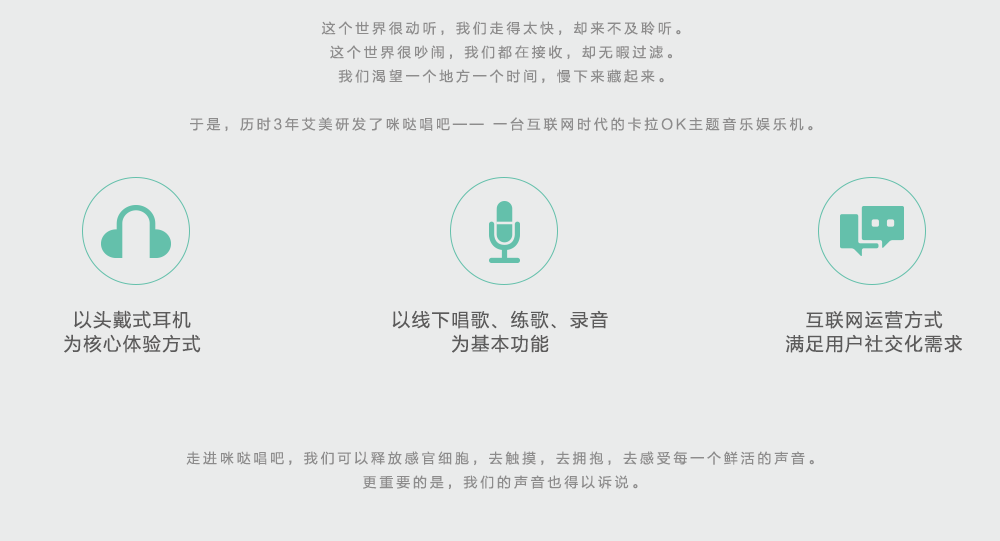 这个世界很动听，我们走得太快，却来不及聆听。
这个世界很吵闹，我们都在接收，却无暇过滤。
我们渴望一个地方一个时间，慢下来藏起来。
于是，历时3年艾美研发了咪哒唱吧一一 一台互联网时代的卡拉OK主题音乐娱乐机。
以头戴式耳机
为核心体验方式
以线下唱歌、练歌、录音
为基本功能
互联网运营方式
满足用户社交化需求
走进咪哒唱吧，我们可以释放感官细胞，去触摸，去拥抱，去感受每一个鲜活的声音。
更重要的是，我们的声音也得以诉说。